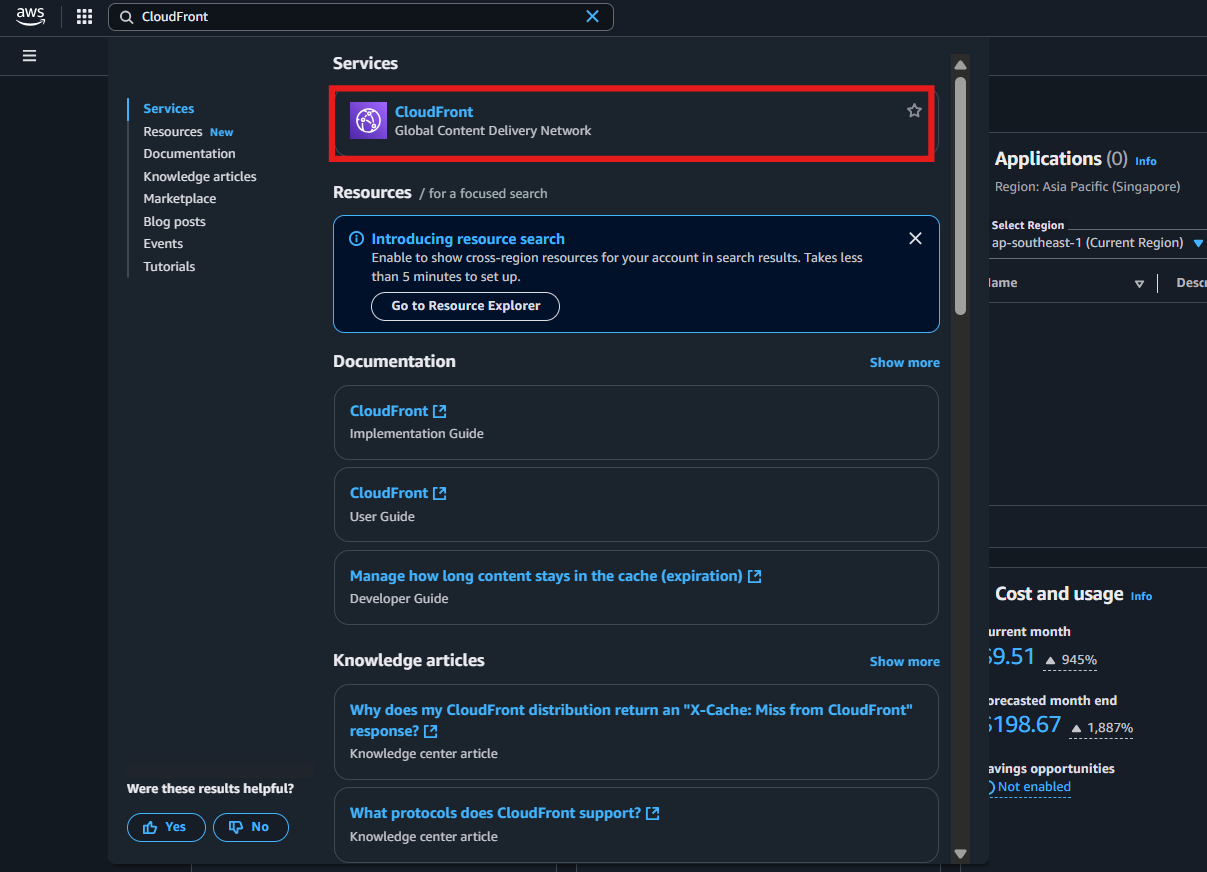 aws
CloudFront
Services
Resources New
Documentation
Knowledge articles
Marketplace
Blog posts
Events
Tutorials
Were these results helpful?
Yes
No
Services
CloudFront
Global Content Delivery Network
Resources / for a focused search
Introducing resource search
Enable to show cross-region resources for your account in search results. Takes less
than 5 minutes to set up.
Go to Resource Explorer
Documentation
Show more
CloudFront
Implementation Guide
CloudFront
User Guide
Manage how long content stays in the cache (expiration)
Developer Guide
Knowledge articles
Show more
Why does my CloudFront distribution return an "X-Cache: Miss from CloudFront"
response?
Knowledge center article
What protocols does CloudFront support?
Knowledge center article
Applications (0) Info
Region: Asia Pacific (Singapore)
Select Region
ap-southeast-1 (Current Region)
ame
Descr
Cost and usage Info
urrent month
$9.51 945%
orecasted month end
$198.67 1,887%
avings opportunities
Not enabled